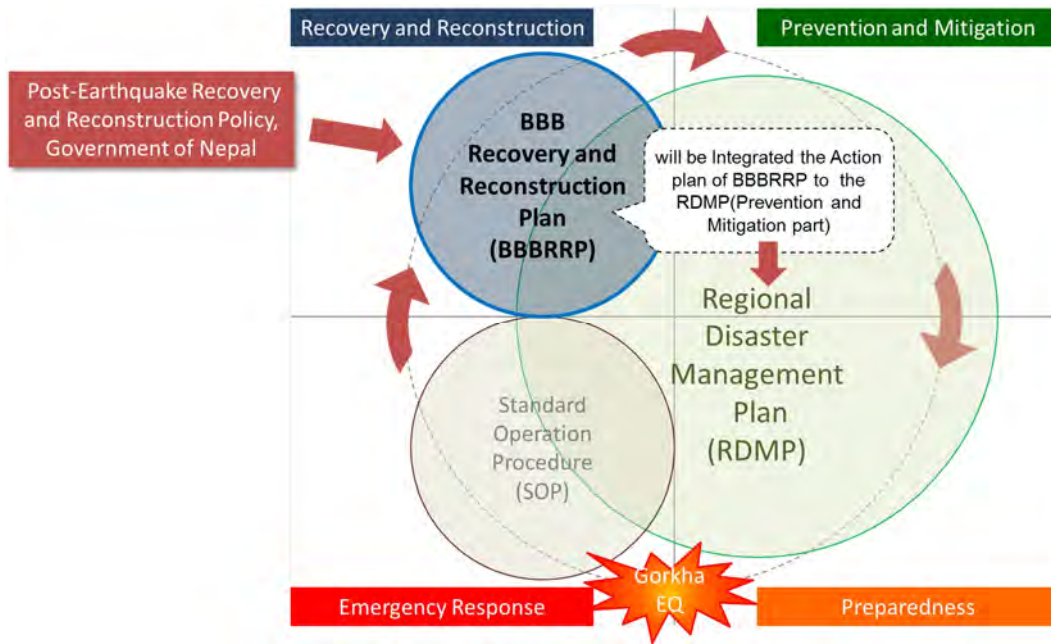 Recovery and Reconstruction
Prevention and Mitigation
Post-Earthquake Recovery
and Reconstruction Policy,
Government of Nepal
BBB
Recovery and
Reconstruction
Plan
(BBBRRP)
will be Integrated the Action
plan of BBBRRP to the
RDMP(Prevention and
Mitigation part)
Regional
Disaster
Management
Plan
(RDMP)
Standard
Operation
Procedure
(SOP)
Gorkha
EQ
Emergency Response
Preparedness